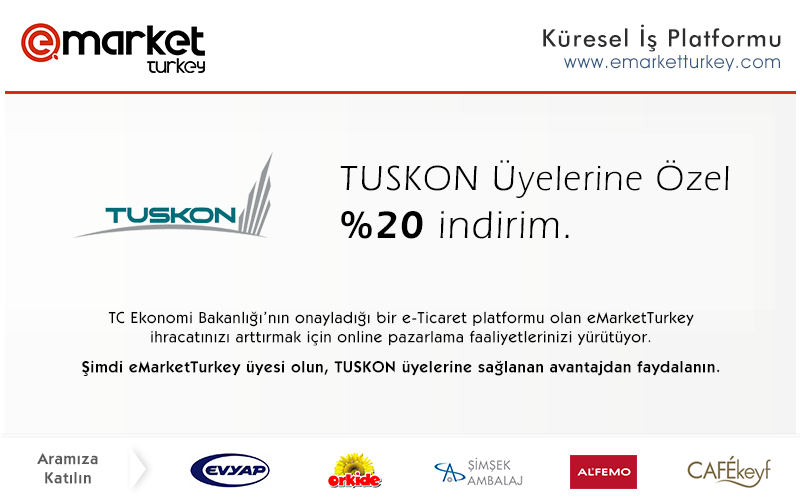 emarket
turkey
Küresel İş Platformu
www.emarketturkey.com
TUSKON
TUSKON Üyelerine Özel
%20 indirim.
TC Ekonomi Bakanlığı'nın onayladığı bir e-Ticaret platformu olan eMarketTurkey
ihracatınızı arttırmak için online pazarlama faaliyetlerinizi yürütüyor.
Şimdi eMarketTurkey üyesi olun, TUSKON üyelerine sağlanan avantajdan faydalanın.
Aramıza
Katılın
EVYAP
orkide
ŞİMŞEK
AMBALAJ
ALFEMO
CAFÉkeyf